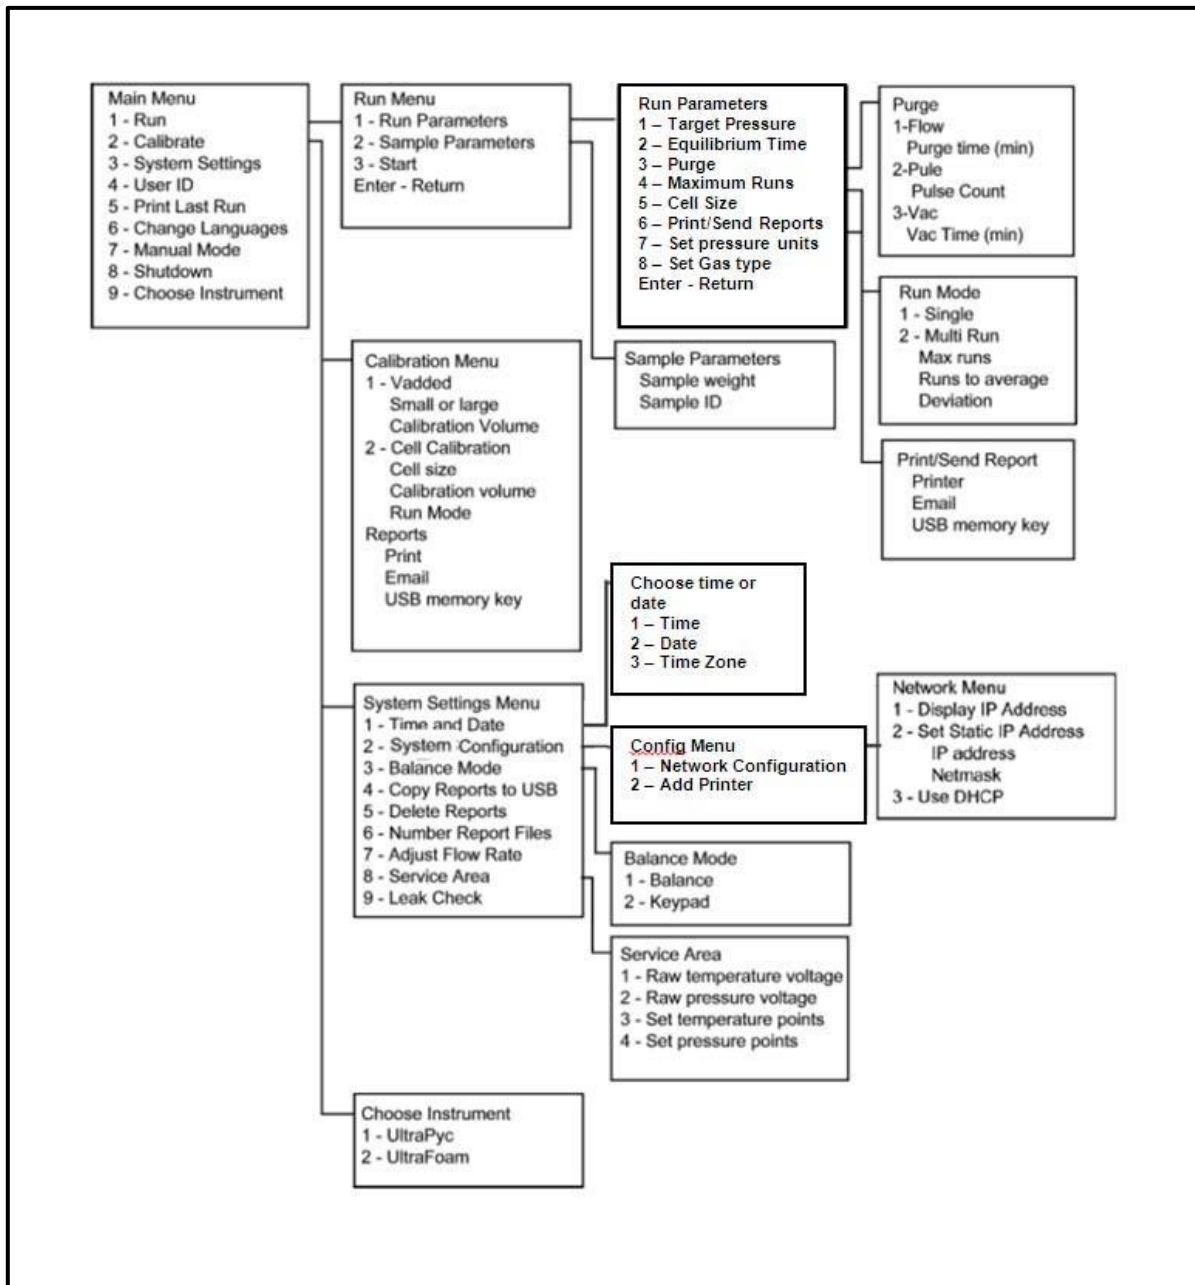 Main Menu
1 - Run
2 - Calibrate
3 - System Settings
4 - User ID
5 - Print Last Run
6 - Change Languages
7 - Manual Mode
8 - Shutdown
9 - Choose Instrument
Run Menu
1 - Run Parameters
2 - Sample Parameters
3 - Start
Enter - Return
Run Parameters
1 – Target Pressure
2 – Equilibrium Time
3 – Purge
4 – Maximum Runs
5 – Cell Size
6 – Print/Send Reports
7 – Set pressure units
8 – Set Gas type
Enter - Return
Purge
1-Flow
Purge time (min)
2-Pule
Pulse Count
3-Vac
Vac Time (min)
Run Mode
1 - Single
2 - Multi Run
Max runs
Runs to average
Deviation
Print/Send Report
Printer
Email
USB memory key
Sample Parameters
Sample weight
Sample ID
Calibration Menu
1 - Vadded
Small or large
Calibration Volume
2 - Cell Calibration
Cell size
Calibration volume
Run Mode
Reports
Print
Email
USB memory key
Choose time or
date
1 – Time
2 – Date
3 – Time Zone
System Settings Menu
1 - Time and Date
2 - System Configuration
3 - Balance Mode
4 - Copy Reports to USB
5 - Delete Reports
6 - Number Report Files
7 - Adjust Flow Rate
8 - Service Area
9 - Leak Check
Config Menu
1 – Network Configuration
2 – Add Printer
Network Menu
1 - Display IP Address
2 - Set Static IP Address
IP address
Netmask
3 - Use DHCP
Balance Mode
1 - Balance
2 - Keypad
Service Area
1 - Raw temperature voltage
2 - Raw pressure voltage
3 - Set temperature points
4 - Set pressure points
Choose Instrument
1 - UltraPyc
2 - UltraFoam